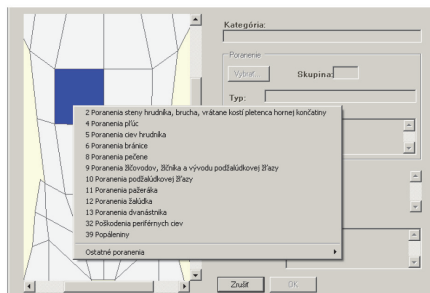 Kategória:
Poranenie
Vybrať...
Skupina:
Typ:
2 Poranenia steny hrudníka, brucha, vrátane kostí pletenca hornej končatiny
4 Poranenia pľúc
5 Poranenia ciev hrudníka
6 Poranenia bránice
8 Poranenia pečene
9 Poranenia žlčovodov, žlčníka a vývodu podžalúdkovej žľazy
10 Poranenia podžalúdkovej žľazy
11 Poranenia pažeráka
12 Poranenia žalúdka
13 Poranenia dvanástnika
32 Poškodenia periférnych ciev
39 Popáleniny
Ostatné poranenia
Zrušiť
OK